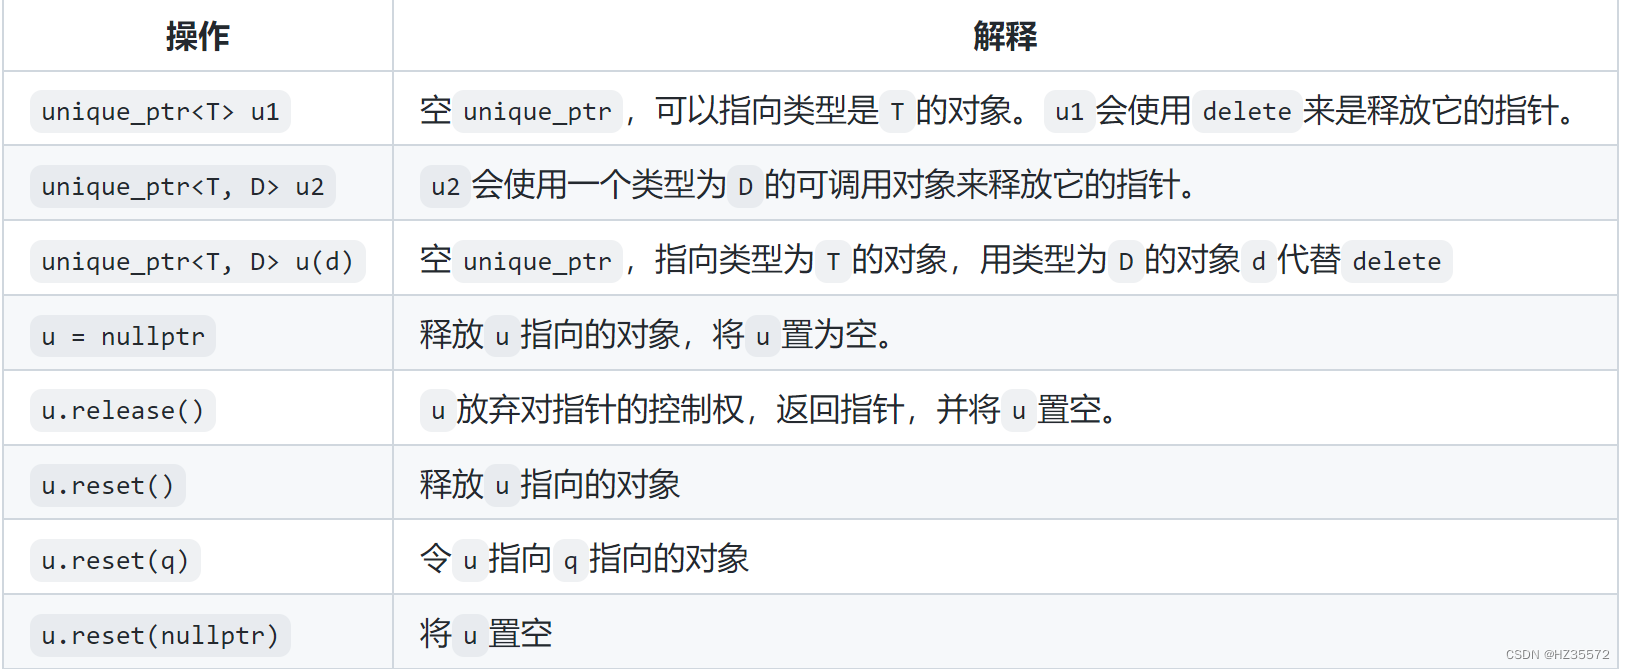 操作 解释
unique_ptr<T> u1 空 unique_ptr ，可以指向类型是 T 的对象。 u1 会使用 delete 来是释放它的指针。
unique_ptr<T, D> u2 u2 会使用一个类型为 D 的可调用对象来释放它的指针。
unique_ptr<T, D> u(d) 空 unique_ptr ，指向类型为 T 的对象，用类型为 D 的对象 d 代替 delete
u = nullptr 释放 u 指向的对象，将 u 置为空。
u.release() u 放弃对指针的控制权，返回指针，并将 u 置空。
u.reset() 释放 u 指向的对象
u.reset(q) 令 u 指向 q 指向的对象
u.reset(nullptr) 将 u 置空
CSDN @HZ35572